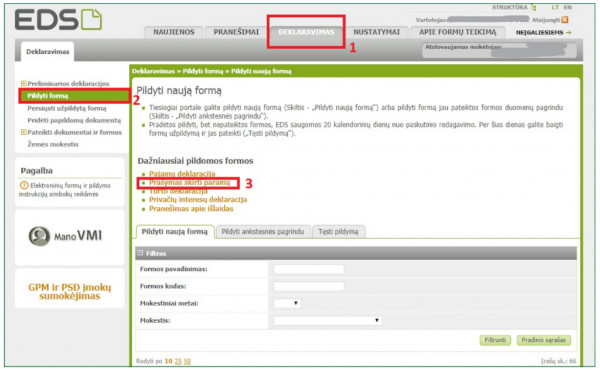 EDS
STRUKTŪRA LT EN
Vartotojas: Atsijungti
NAUJIENOS PRANEŠIMAI DEKLARAVIMAS NUSTATYMAI APIE FORMŲ TEIKIMĄ NEĮGALIESIEMS →
1
Deklaravimas
Atstovaujamas mokėtojas:
Preliminarios deklaracijos
Pildyti formą
2
Persiųsti užpildytą formą
Pridėti papildomą dokumentą
Pateikti dokumentai ir formos
Žemės mokestis
Pagalba
Elektroninių formų ir pildymo instrukcijų simbolių reikšmės
Mano VMI
GPM ir PSD įmokų sumokėjimas
Deklaravimas » Pildyti formą » Pildyti naują formą
Pildyti naują formą
Tiesiogiai portale galite pildyti naują formą (Skiltis - „Pildyti naują formą") arba pildyti formą jau pateiktos formos duomenų pagrindu
(Skiltis - „Pildyti ankstesnės pagrindu").
Pradėtos pildyti, bet nepateiktos formos, EDS saugomos 20 kalendorinių dienų nuo paskutinio redagavimo. Per šias dienas galite baigti
formų užpildymą ir jas pateikti („Tęsti pildymą").
Dažniausiai pildomos formos
Pajamų deklaracija
Prašymas skirti paramą
3
Turto deklaracija
Privačių interesų deklaracija
Pranešimas apie išlaidas
Pildyti naują formą Pildyti ankstesnės pagrindu Tęsti pildymą
Filtras
Formos pavadinimas:
Formos kodas:
Mokestiniai metai:
Mokestis:
Filtruoti Pradinis sąrašas
Rodyti po 10 25 50
Įrašų sk.: 66